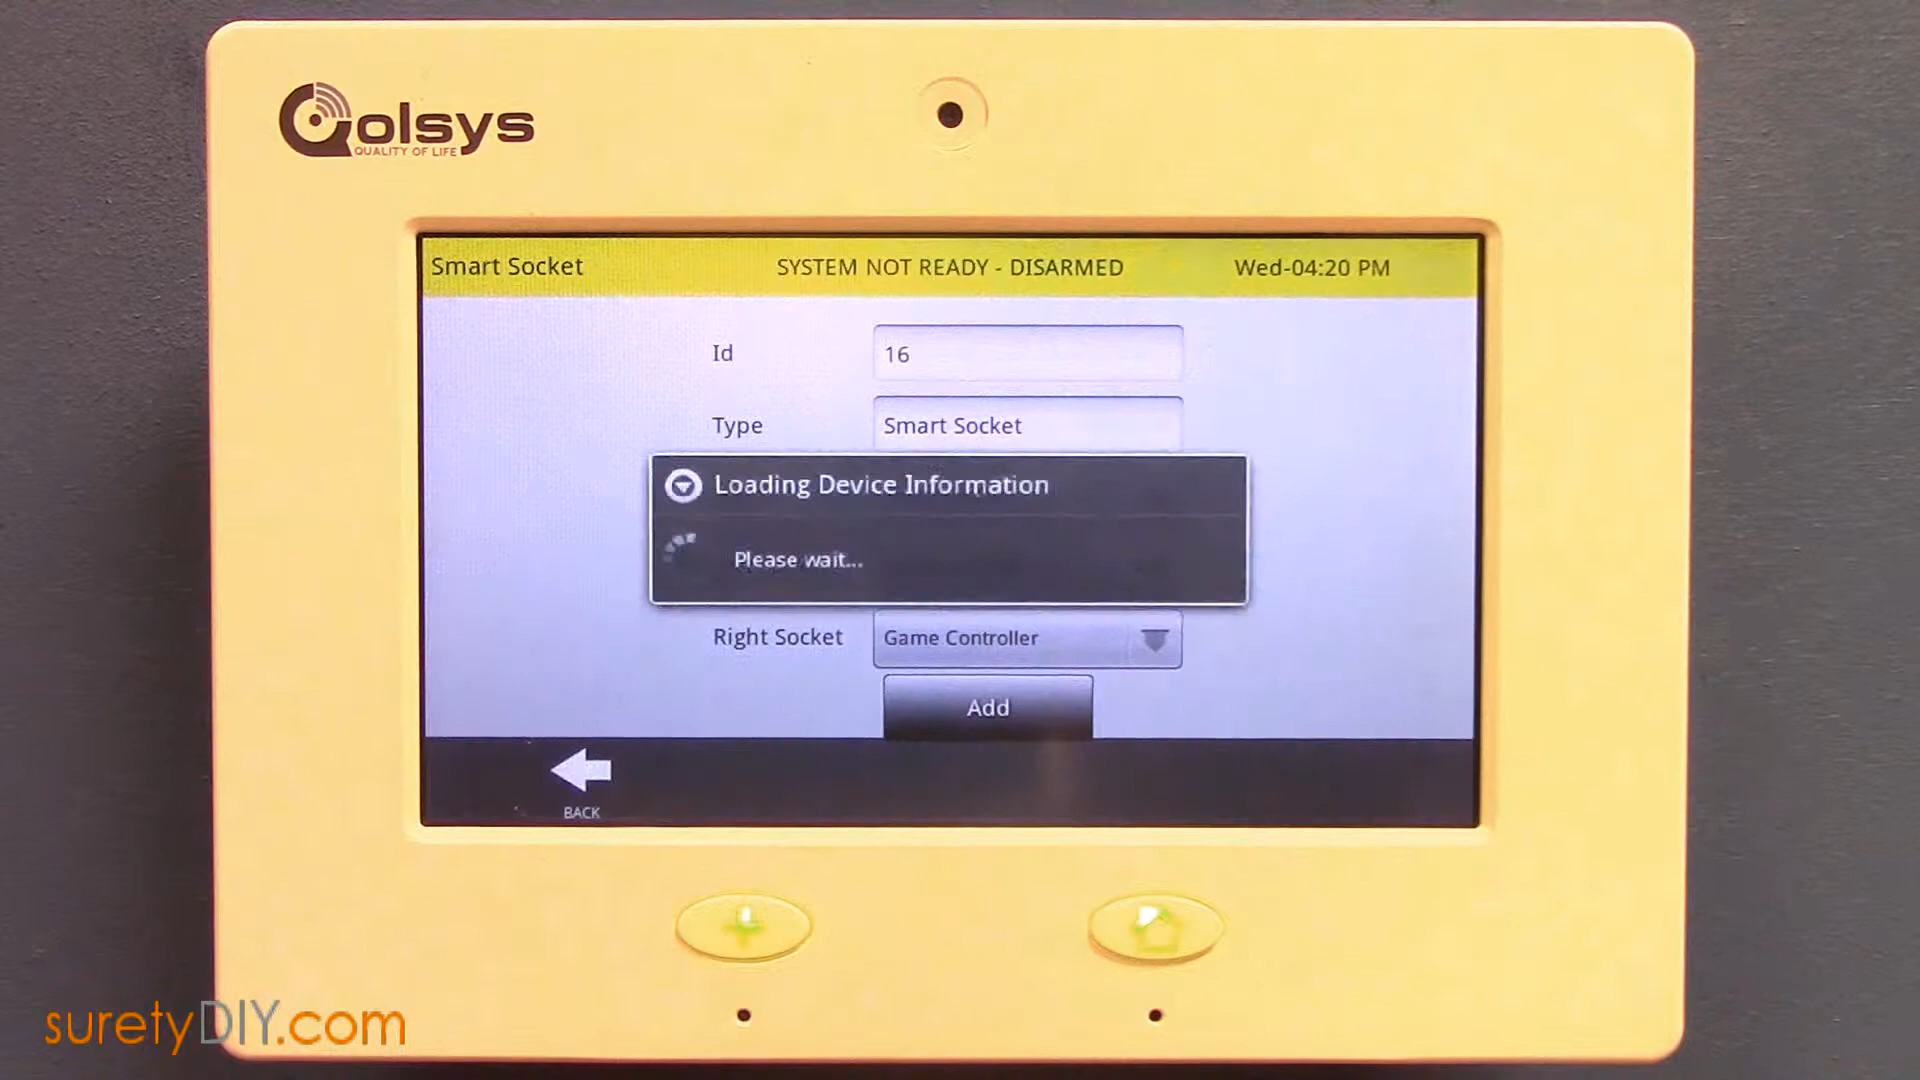 Qolsys
QUALITY OF LIFE
Smart Socket
SYSTEM NOT READY - DISARMED
Wed-04:20 PM
Id
16
Type
Smart Socket
Loading Device Information
Please wait...
Right Socket
Game Controller
Add
BACK
suretyDIY.com